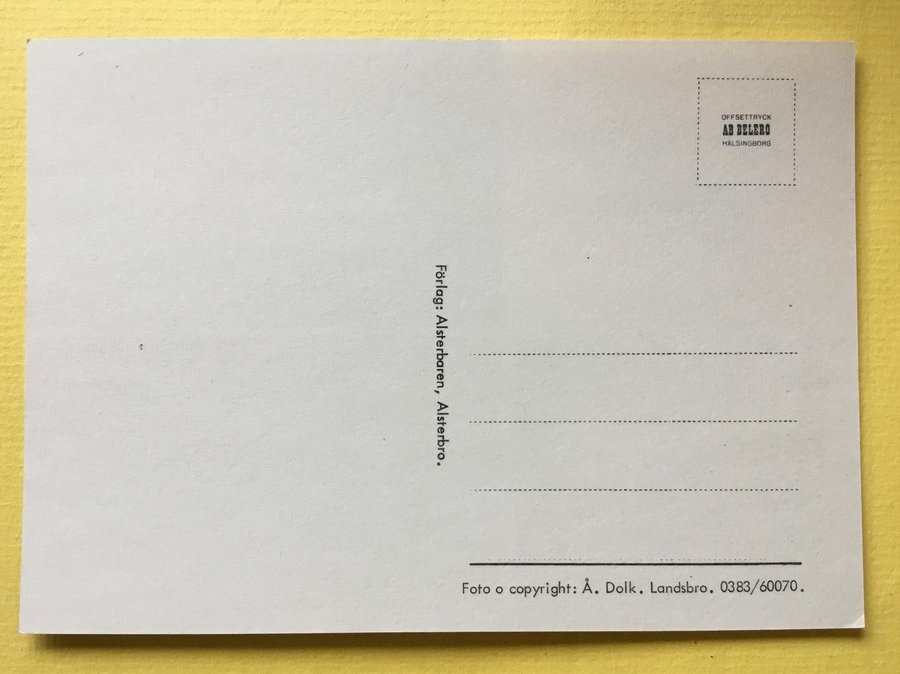 OFFSETTRYCK
AB BELERO
HÄLSINGBORG
Förlag: Alsterbaren, Alsterbro.
Foto o copyright: Å. Dolk. Landsbro. 0383/60070.